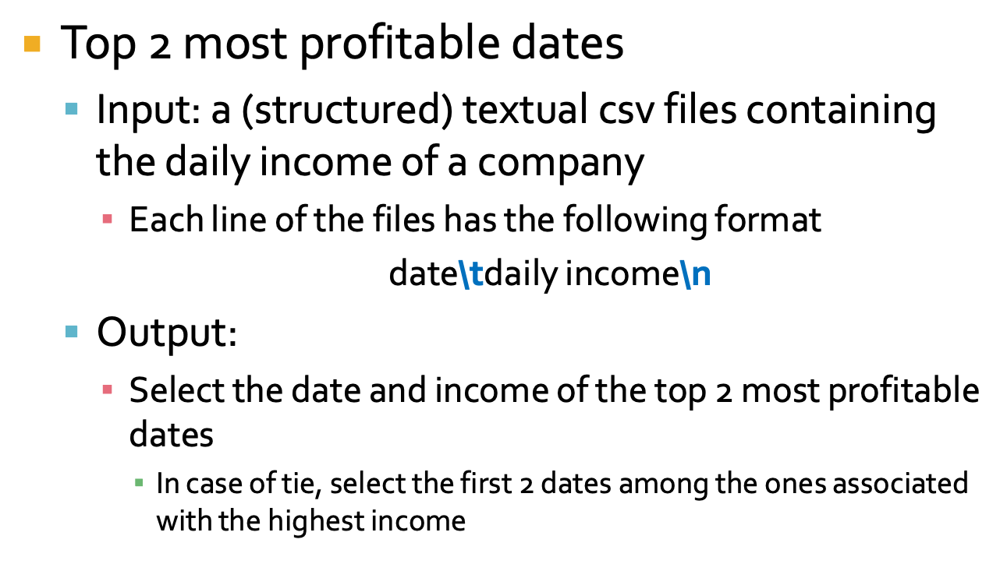 Top 2 most profitable dates
Input: a (structured) textual csv files containing
the daily income of a company
Each line of the files has the following format
date\tdaily income\n
Output:
Select the date and income of the top 2 most profitable
dates
In case of tie, select the first 2 dates among the ones associated
with the highest income